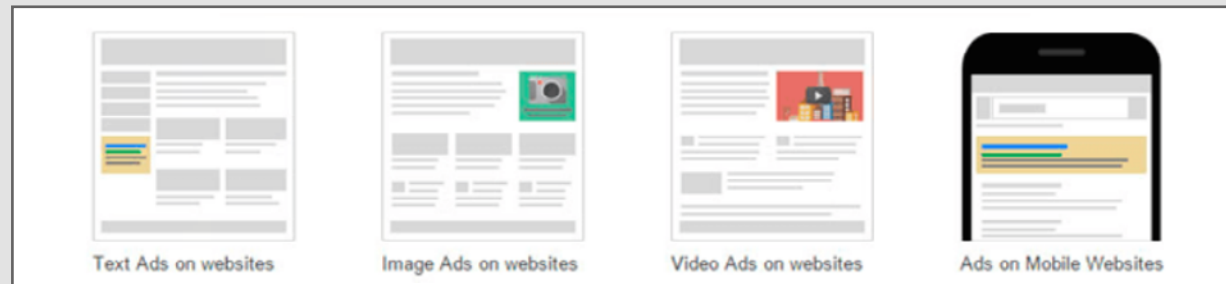 Text Ads on websites
Image Ads on websites
Video Ads on websites
Ads on Mobile Websites